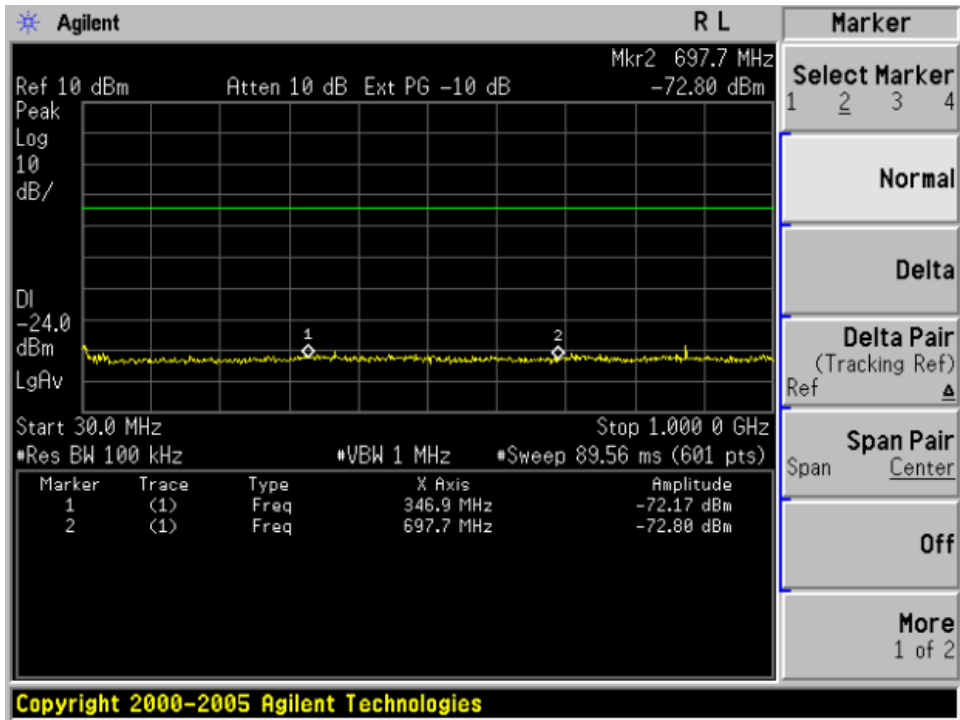 Agilent
R L
Mkr2 697.7 MHz
Ref 10 dBm Atten 10 dB Ext PG -10 dB -72.80 dBm
Peak
Log
10
dB/
DI
-24.0
dBm
LgAv
1
2
Start 30.0 MHz Stop 1.000 0 GHz
#Res BW 100 kHz #VBW 1 MHz #Sweep 89.56 ms (601 pts)
Marker Trace Type X Axis Amplitude
1 (1) Freq 346.9 MHz -72.17 dBm
2 (1) Freq 697.7 MHz -72.80 dBm
Marker
Select Marker
1 2 3 4
Normal
Delta
Delta Pair
(Tracking Ref)
Ref Δ
Span Pair
Span Center
Off
More
1 of 2
Copyright 2000-2005 Agilent Technologies